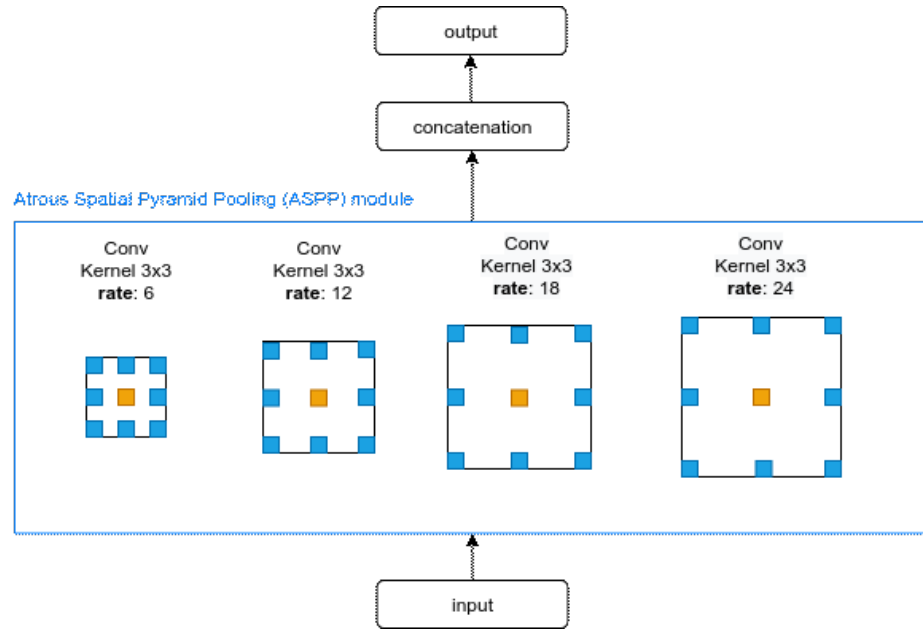 output
concatenation
Atrous Spatial Pyramid Pooling (ASPP) module
Conv
Kernel 3x3
rate: 6
Conv
Kernel 3x3
rate: 12
Conv
Kernel 3x3
rate: 18
Conv
Kernel 3x3
rate: 24
input